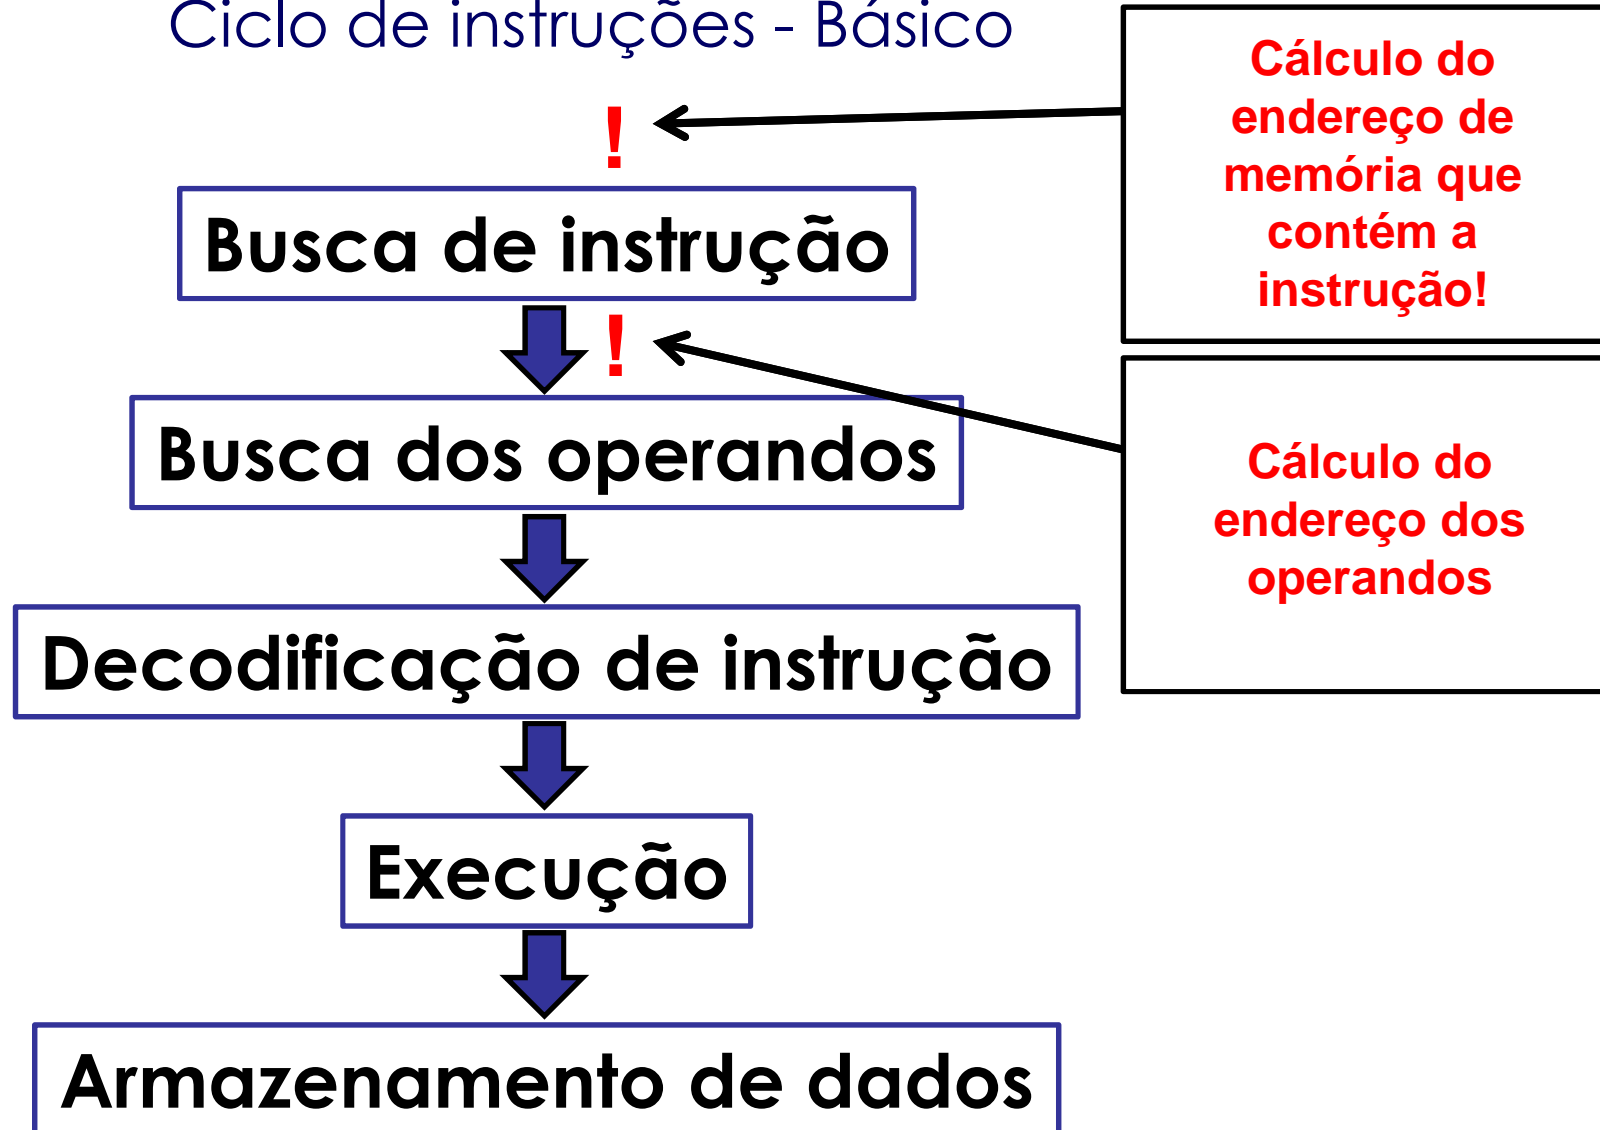 Ciclo de instruções - Básico
!
Cálculo do
endereço de
memória que
contém a
instrução!
Busca de instrução
!
Busca dos operandos
Cálculo do
endereço dos
operandos
Decodificação de instrução
Execução
Armazenamento de dados